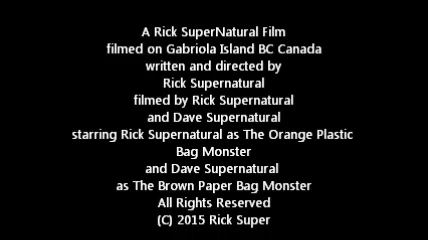 A Rick SuperNatural Film
filmed on Gabriola Island BC Canada
written and directed by
Rick Supernatural
filmed by Rick Supernatural
and Dave Supernatural
starring Rick Supernatural as The Orange Plastic
Bag Monster
and Dave Supernatural
as The Brown Paper Bag Monster
All Rights Reserved
(C) 2015 Rick Super